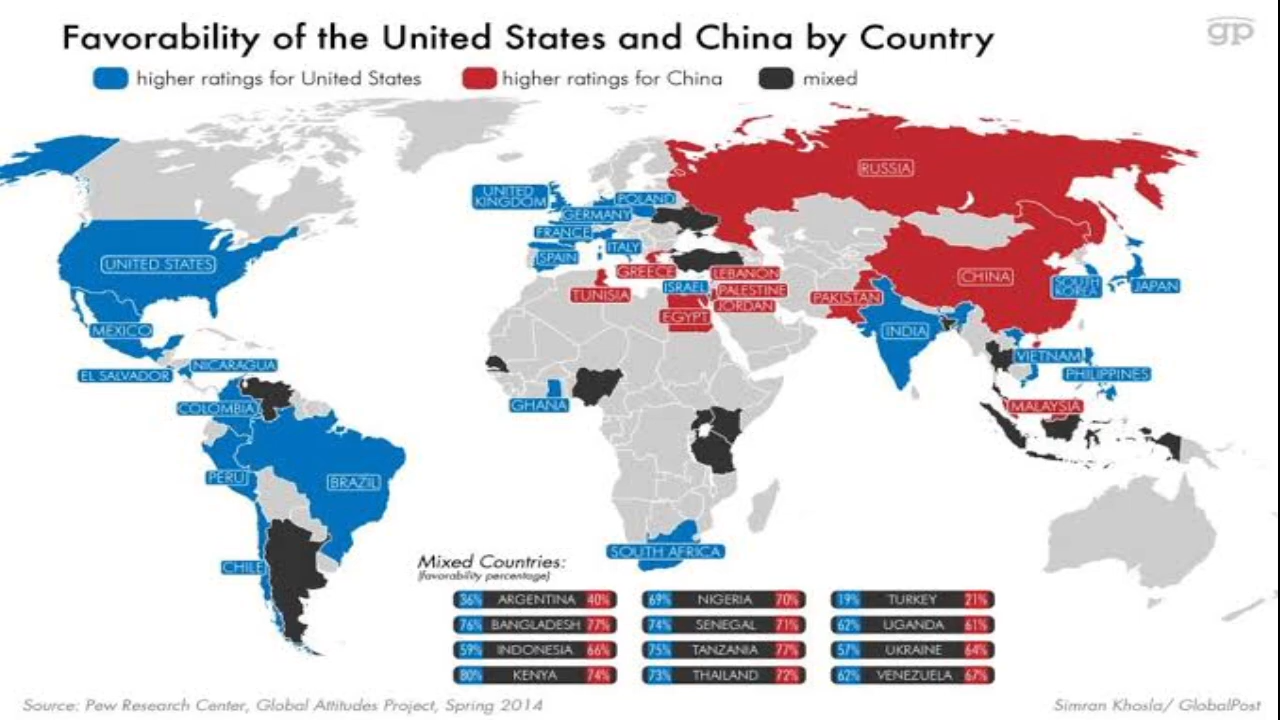 Favorability of the United States and China by Country
gp
higher ratings for United States
higher ratings for China
mixed
RUSSIA
UNITED
KINGDOM
POLAND
GERMANY
FRANCE
ITALY
SPAIN
UNITED STATES
GREECE
LEBANON
CHINA
ISRAEL
PALESTINE
SOUTH
KOREA
JAPAN
TUNISIA
PAKISTAN
JORDAN
EGYPT
MEXICO
INDIA
VIETNAM
NICARAGUA
EL SALVADOR
PHILIPPINES
COLOMBIA
GHANA
MALAYSIA
PERU
BRAZIL
SOUTH AFRICA
CHILE
Mixed Countries:
(favorability percentage)
36% ARGENTINA 40%
76% BANGLADESH 77%
59% INDONESIA 66%
80% KENYA 74%
69% NIGERIA 70%
74% SENEGAL 71%
75% TANZANIA 77%
73% THAILAND 72%
19% TURKEY 21%
62% UGANDA 61%
57% UKRAINE 64%
62% VENEZUELA 67%
Source: Pew Research Center, Global Attitudes Project, Spring 2014
Simran Khosla/ GlobalPost